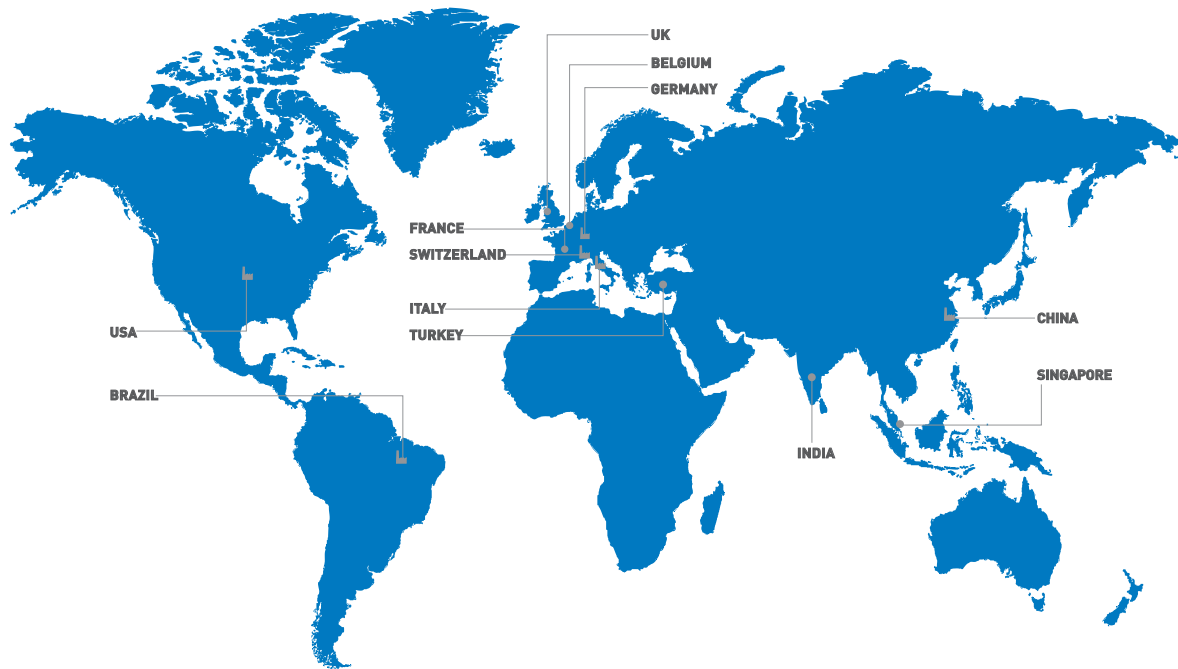 UK
BELGIUM
GERMANY
FRANCE
SWITZERLAND
ITALY
TURKEY
USA
BRAZIL
CHINA
SINGAPORE
INDIA